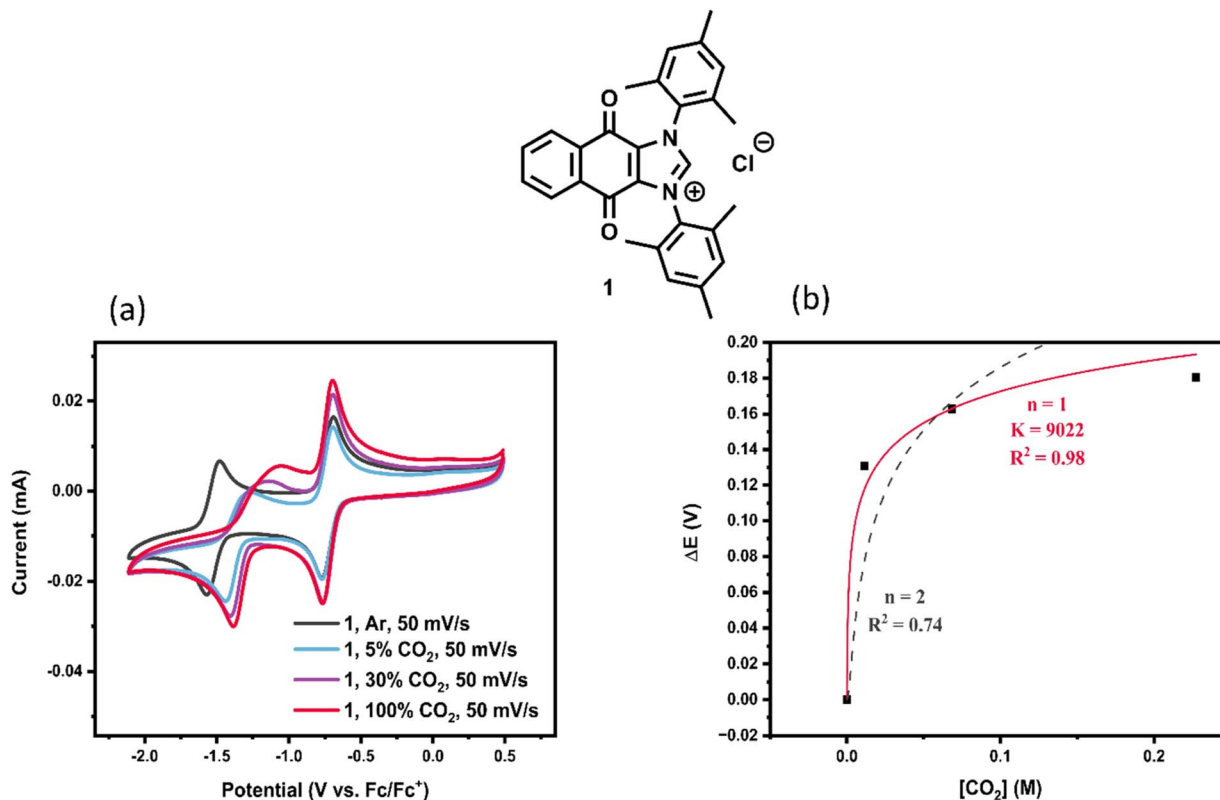 O
N
Cl
⊖
N
⊕
O
1
(a)
(b)
0.02
0.00
-0.02
-0.04
Current (mA)
1, Ar, 50 mV/s
1, 5% CO₂, 50 mV/s
1, 30% CO₂, 50 mV/s
1, 100% CO₂, 50 mV/s
-2.0 -1.5 -1.0 -0.5 0.0 0.5
Potential (V vs. Fc/Fc⁺)
0.20
0.18
0.16
0.14
0.12
0.10
0.08
0.06
0.04
0.02
0.00
-0.02
ΔE (V)
n = 1
K = 9022
R² = 0.98
n = 2
R² = 0.74
0.0 0.1 0.2
[CO₂] (M)